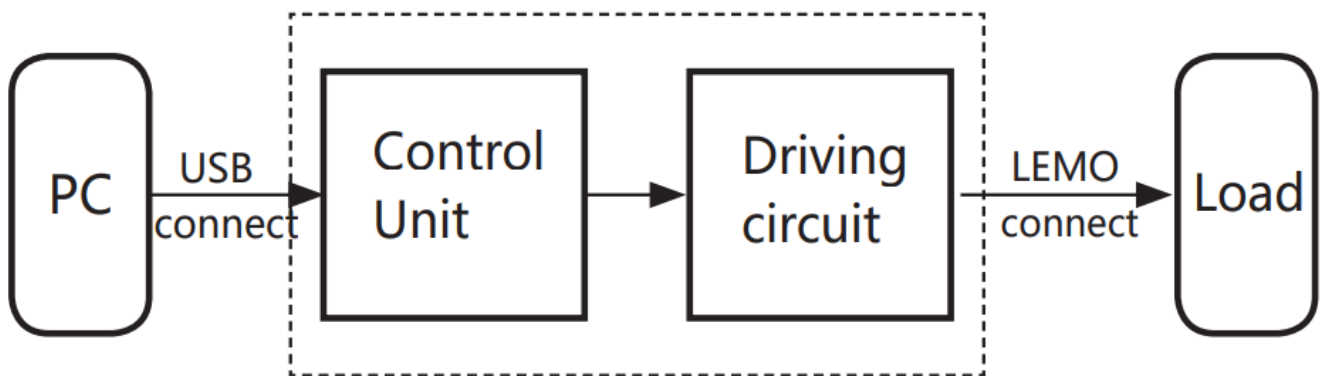 PC
USB
connect
Control
Unit
Driving
circuit
LEMO
connect
Load